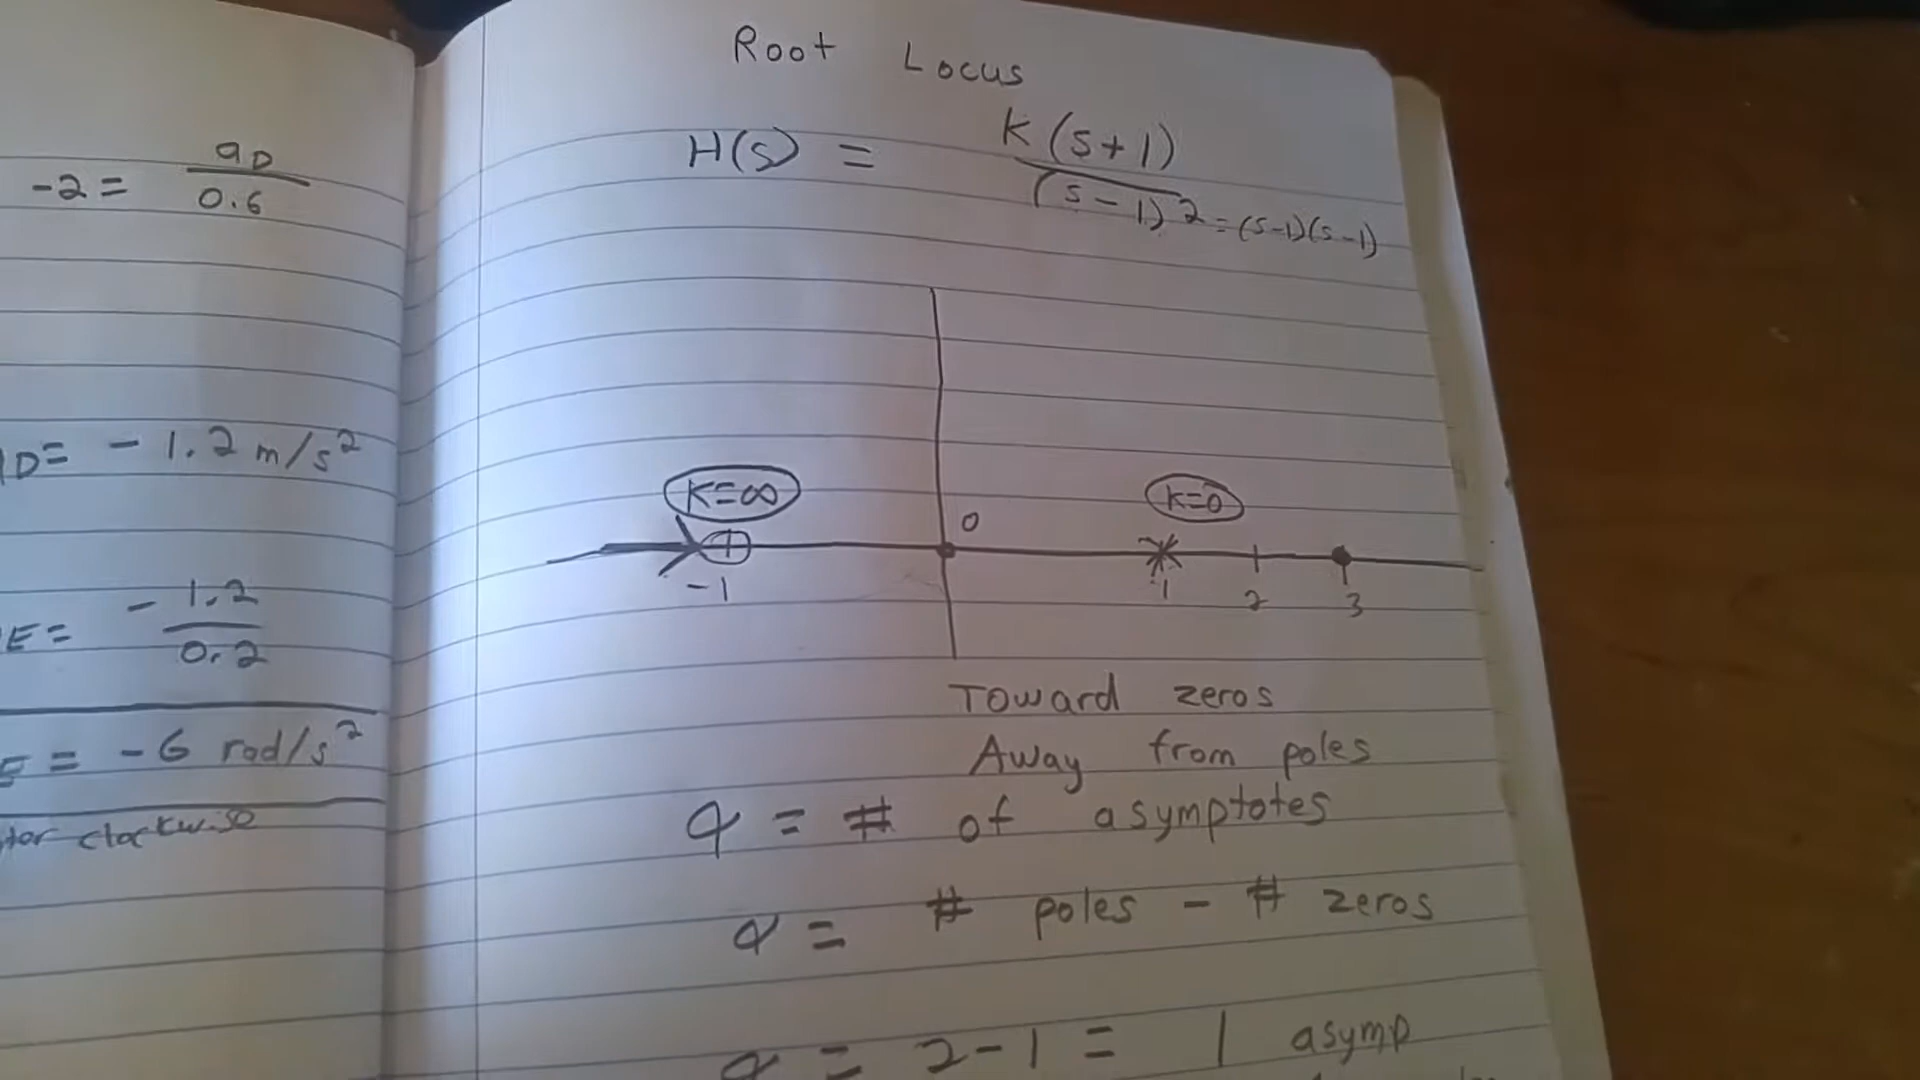 -2 = aD / 0.6
D = - 1.2 m/s²
E = - 1.2 / 0.2
= -6 rad/s²
clockwise
Root Locus
H(s) = K(s+1) / (s-1)² = (s-1)(s-1)
K=∞
K=0
0
-1
1
2
3
Toward zeros
Away from poles
q = # of asymptotes
q = # poles - # zeros
q = 2-1 = 1 asymp